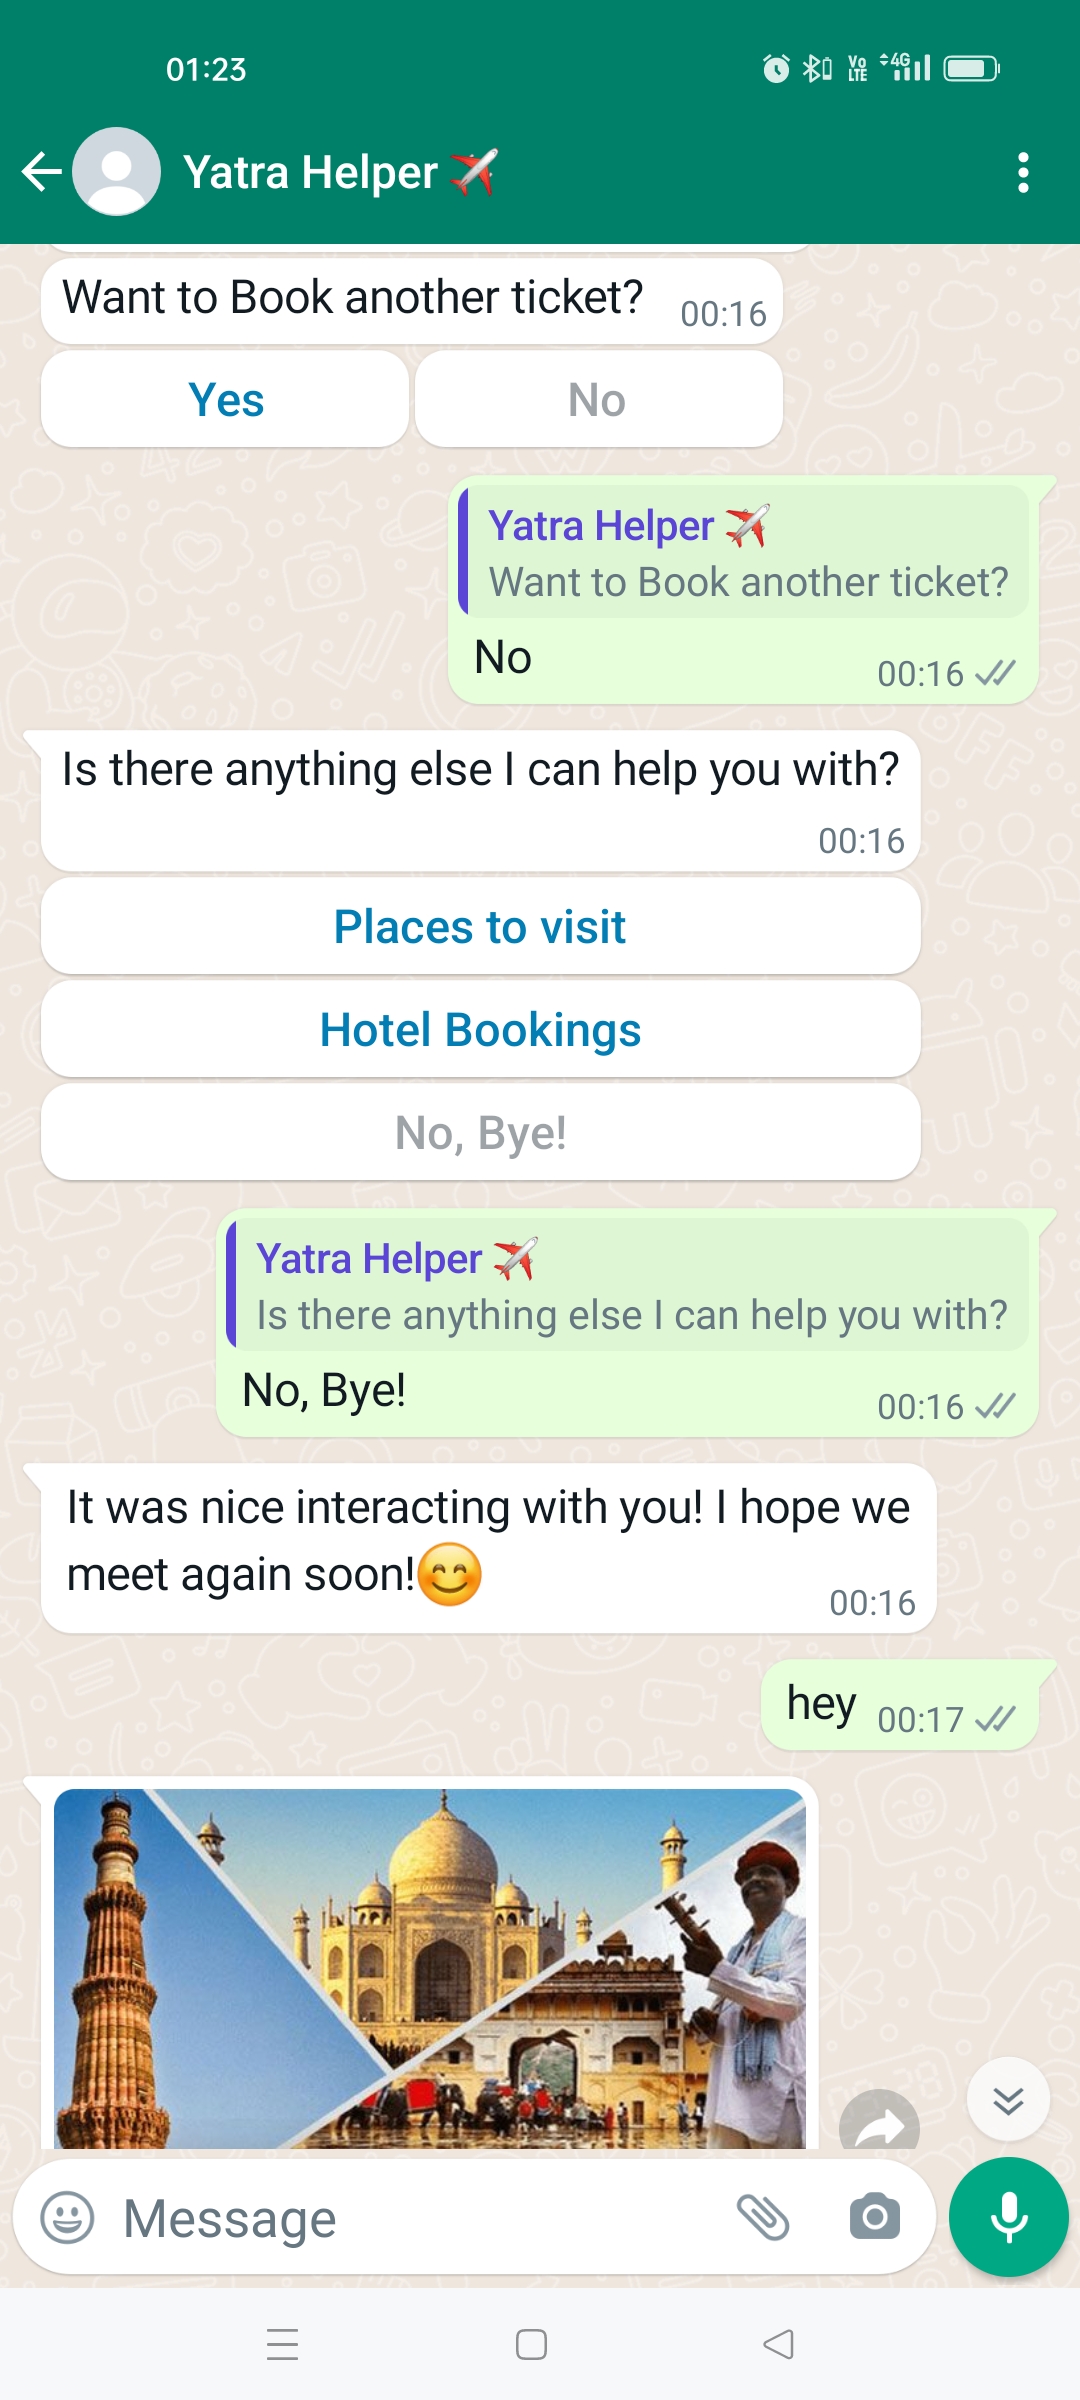 01:23
Vo LTE 4G
Yatra Helper ✈️
Want to Book another ticket? 00:16
Yes No
Yatra Helper ✈️
Want to Book another ticket?
No 00:16
Is there anything else I can help you with?
00:16
Places to visit
Hotel Bookings
No, Bye!
Yatra Helper ✈️
Is there anything else I can help you with?
No, Bye! 00:16
It was nice interacting with you! I hope we
meet again soon!😊 00:16
hey 00:17
Message